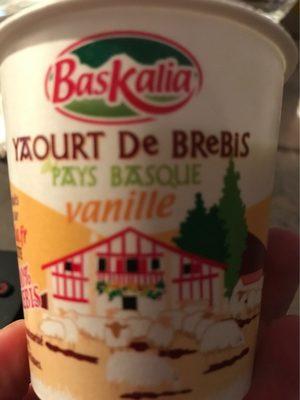 Baskalia
YAOURT De BReBiS
PAYS BASQUE
vanille